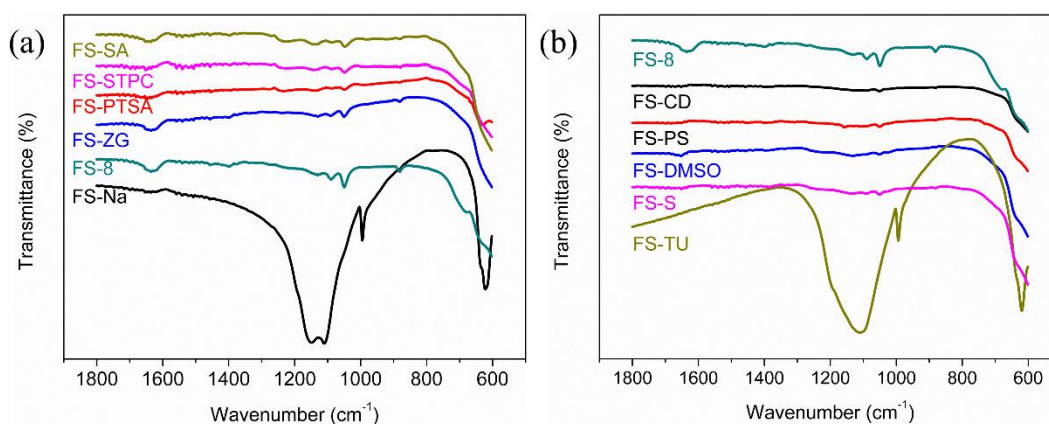 (a)
FS-SA
FS-STPC
FS-PTSA
FS-ZG
FS-8
FS-Na
Transmittance (%)
1800 1600 1400 1200 1000 800 600
Wavenumber (cm⁻¹)
(b)
FS-8
FS-CD
FS-PS
FS-DMSO
FS-S
FS-TU
Transmittance (%)
1800 1600 1400 1200 1000 800 600
Wavenumber (cm⁻¹)